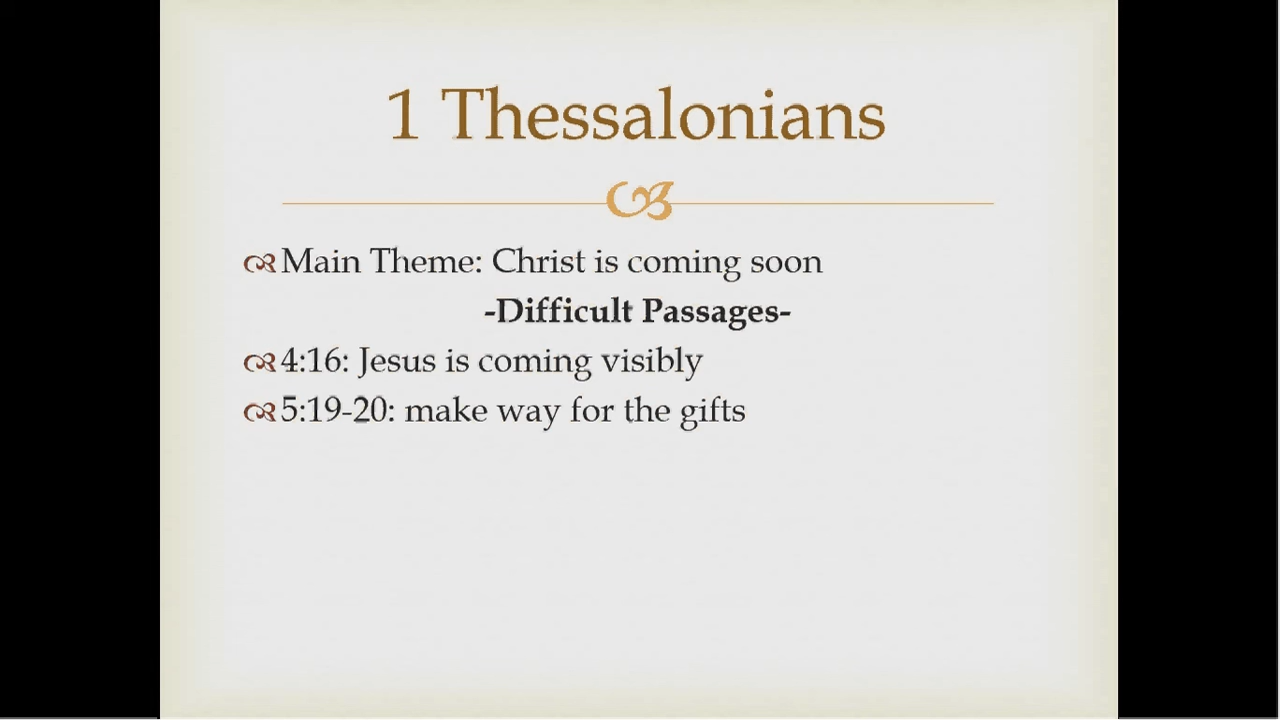 1 Thessalonians
Main Theme: Christ is coming soon
-Difficult Passages-
4:16: Jesus is coming visibly
5:19-20: make way for the gifts